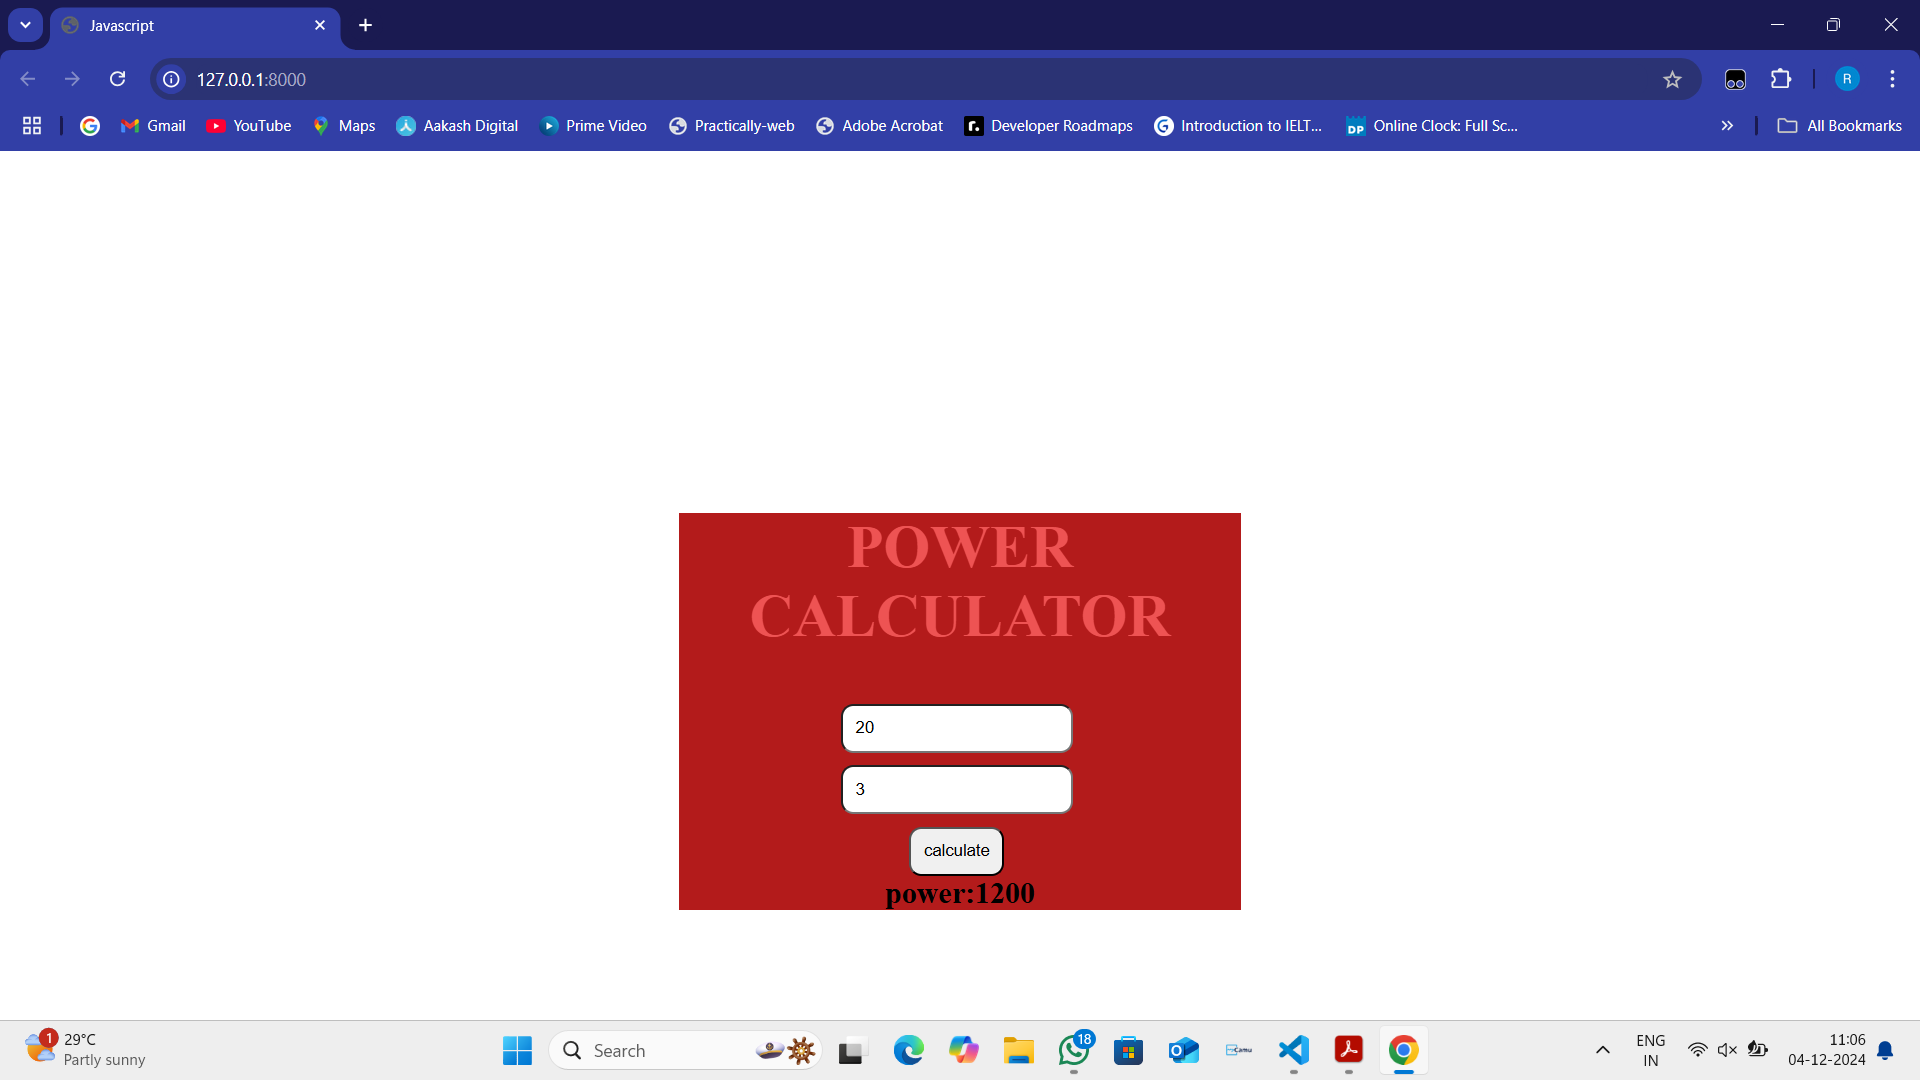 Javascript
127.0.0.1:8000
R
Gmail YouTube Maps Aakash Digital Prime Video Practically-web Adobe Acrobat Developer Roadmaps Introduction to IELT... DP Online Clock: Full Sc... All Bookmarks
POWER
CALCULATOR
20
3
calculate
power:1200
1 29°C
Partly sunny
Search
18
Camu
ENG
IN
11:06
04-12-2024